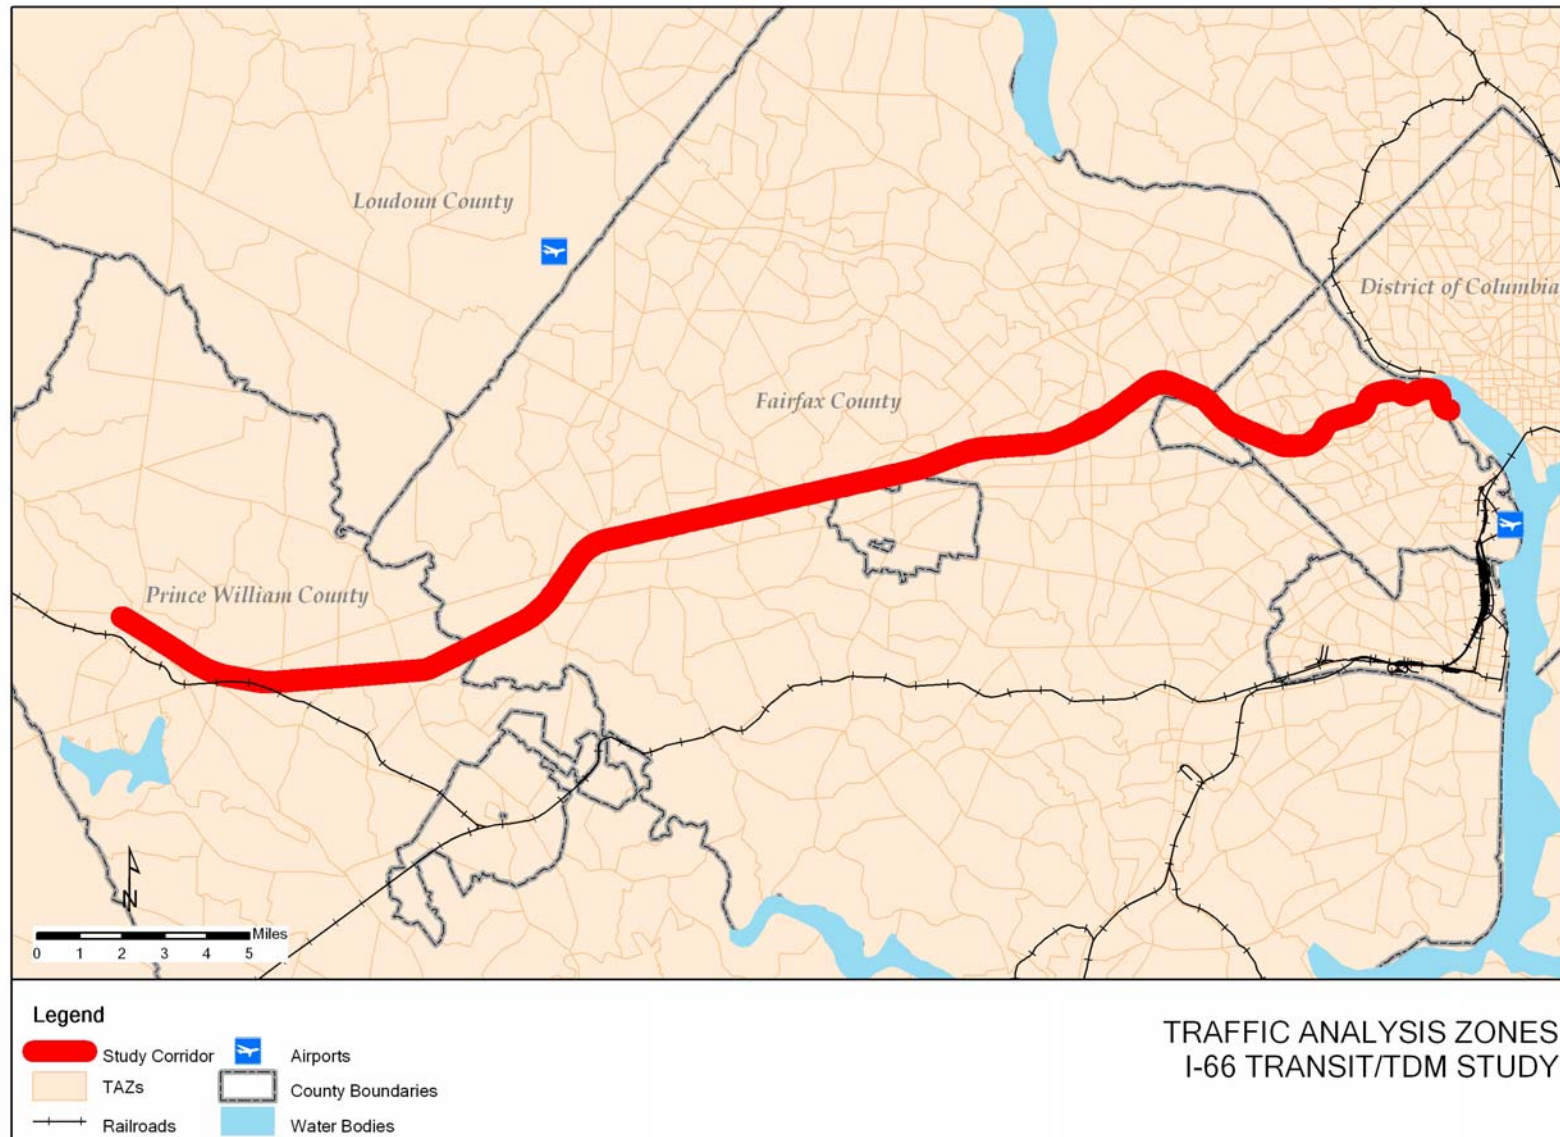 Loudoun County
District of Columbia
Fairfax County
Prince William County
N
Miles
0 1 2 3 4 5
Legend
Study Corridor
Airports
TAZs
County Boundaries
Railroads
Water Bodies
TRAFFIC ANALYSIS ZONES
I-66 TRANSIT/TDM STUDY